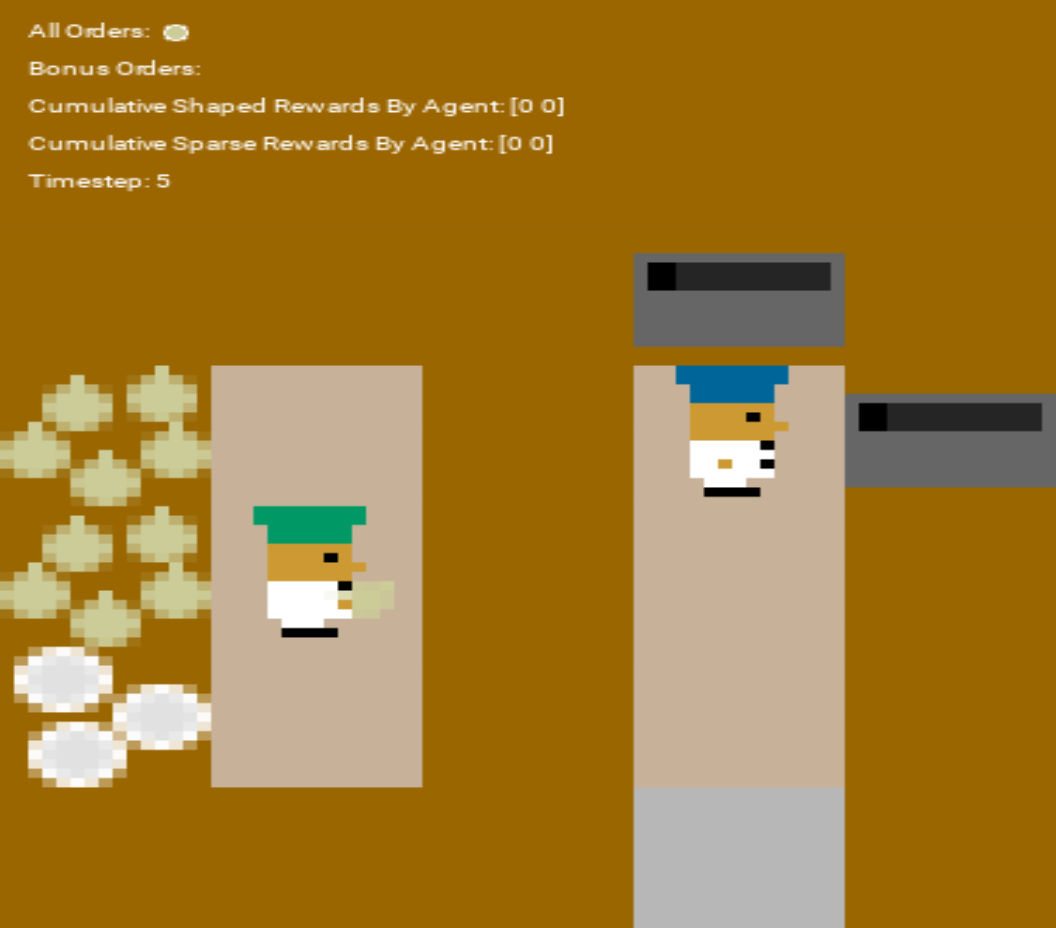 All Orders:
Bonus Orders:
Cumulative Shaped Rewards By Agent: [0 0]
Cumulative Sparse Rewards By Agent: [0 0]
Timestep: 5